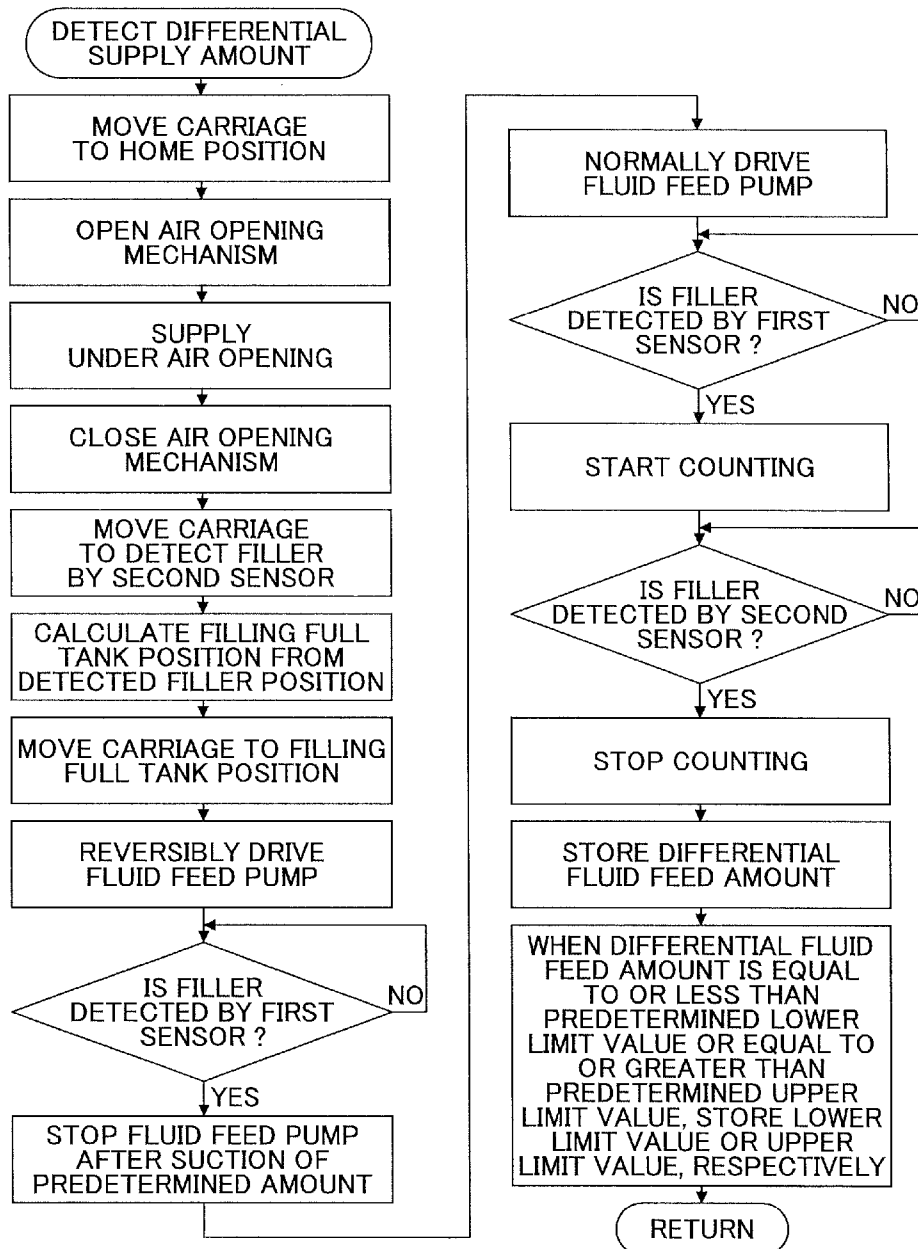 DETECT DIFFERENTIAL
SUPPLY AMOUNT
MOVE CARRIAGE
TO HOME POSITION
OPEN AIR OPENING
MECHANISM
SUPPLY
UNDER AIR OPENING
CLOSE AIR OPENING
MECHANISM
MOVE CARRIAGE
TO DETECT FILLER
BY SECOND SENSOR
CALCULATE FILLING FULL
TANK POSITION FROM
DETECTED FILLER POSITION
MOVE CARRIAGE TO FILLING
FULL TANK POSITION
REVERSIBLY DRIVE
FLUID FEED PUMP
IS FILLER
DETECTED BY FIRST
SENSOR ?
NO
YES
STOP FLUID FEED PUMP
AFTER SUCTION OF
PREDETERMINED AMOUNT
NORMALLY DRIVE
FLUID FEED PUMP
IS FILLER
DETECTED BY FIRST
SENSOR ?
NO
YES
START COUNTING
IS FILLER
DETECTED BY SECOND
SENSOR ?
NO
YES
STOP COUNTING
STORE DIFFERENTIAL
FLUID FEED AMOUNT
WHEN DIFFERENTIAL FLUID
FEED AMOUNT IS EQUAL
TO OR LESS THAN
PREDETERMINED LOWER
LIMIT VALUE OR EQUAL TO
OR GREATER THAN
PREDETERMINED UPPER
LIMIT VALUE, STORE LOWER
LIMIT VALUE OR UPPER
LIMIT VALUE, RESPECTIVELY
RETURN